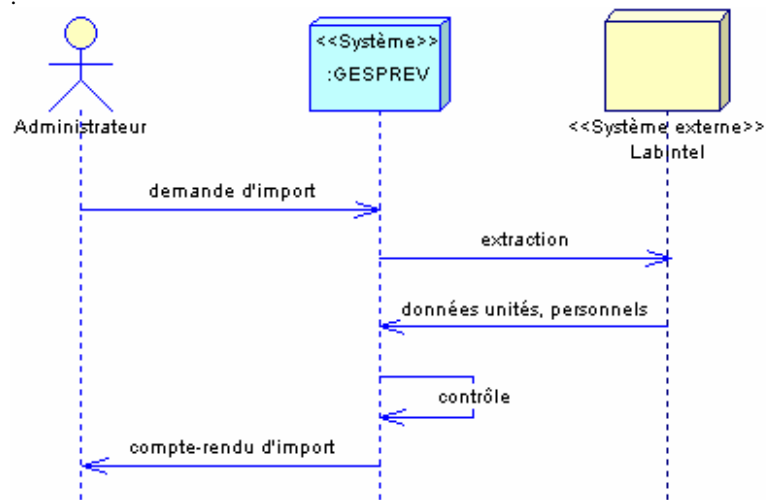 .
<<Système>>
:GESPREV
Administrateur
<<Système externe>>
LabIntel
demande d'import
extraction
données unités, personnels
contrôle
compte-rendu d'import